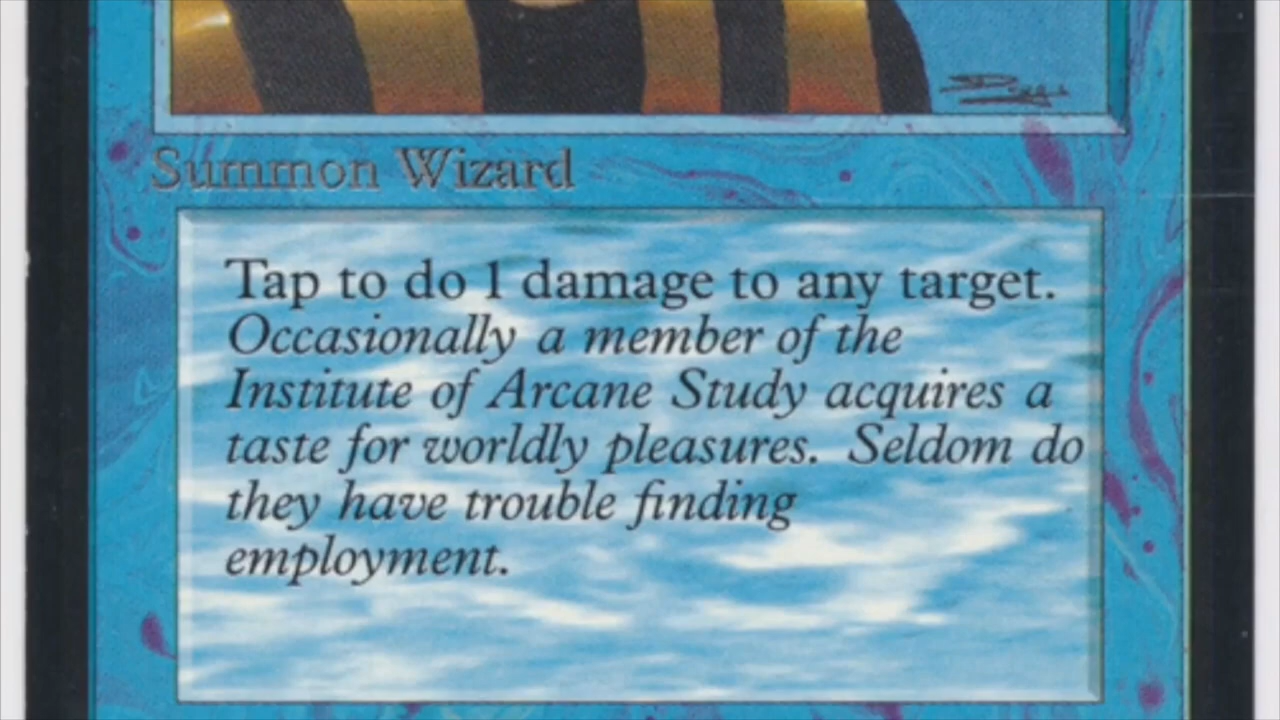 Summon Wizard
Tap to do 1 damage to any target.
Occasionally a member of the
Institute of Arcane Study acquires a
taste for worldly pleasures. Seldom do
they have trouble finding
employment.